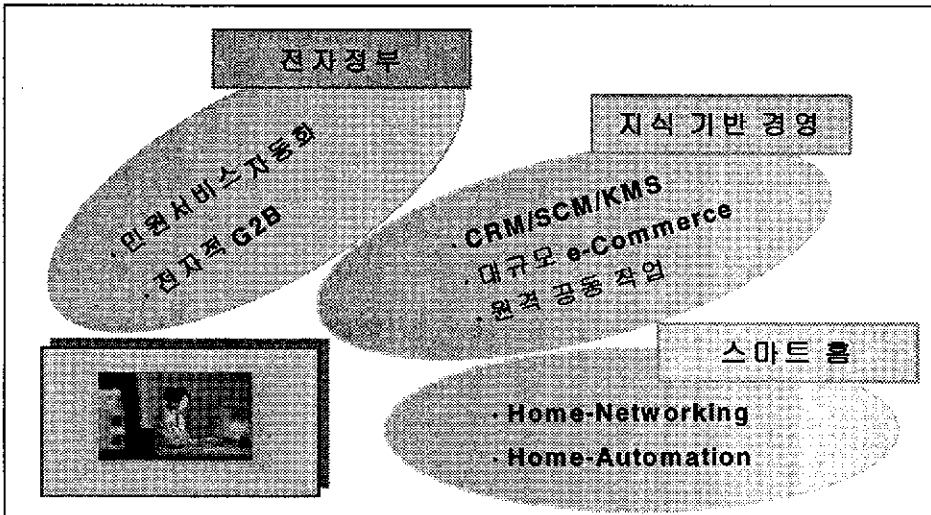 전자정부
· 민원서비스자동화
· 전자적 G2B
지식 기반 경영
· CRM/SCM/KMS
· 대규모 e-Commerce
· 원격 공동 작업
스마트 홈
· Home-Networking
· Home-Automation